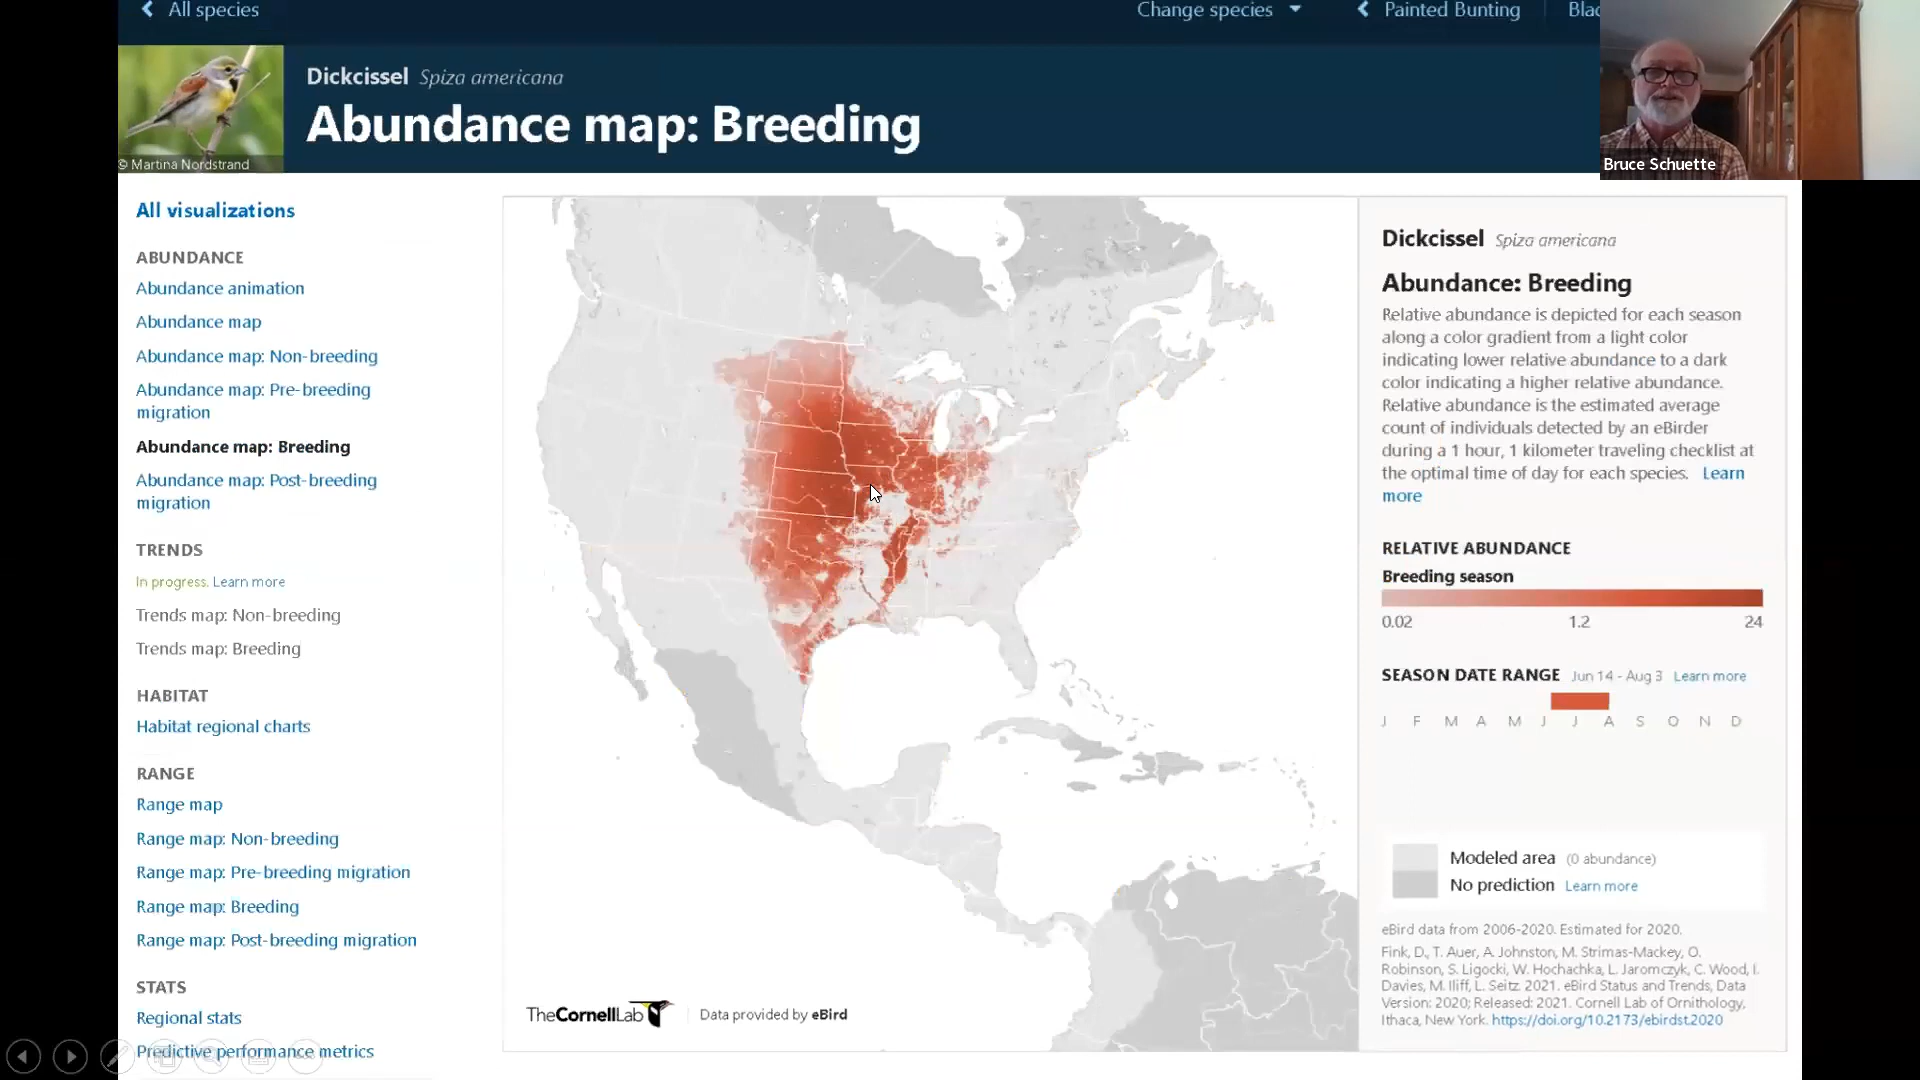 All species
Change species
Painted Bunting
Blac
Dickcissel Spiza americana
Abundance map: Breeding
© Martina Nordstrand
Bruce Schuette
All visualizations
ABUNDANCE
Abundance animation
Abundance map
Abundance map: Non-breeding
Abundance map: Pre-breeding
migration
Abundance map: Breeding
Abundance map: Post-breeding
migration
TRENDS
In progress. Learn more
Trends map: Non-breeding
Trends map: Breeding
HABITAT
Habitat regional charts
RANGE
Range map
Range map: Non-breeding
Range map: Pre-breeding migration
Range map: Breeding
Range map: Post-breeding migration
STATS
Regional stats
Predictive performance metrics
TheCornellLab
Data provided by eBird
Dickcissel Spiza americana
Abundance: Breeding
Relative abundance is depicted for each season
along a color gradient from a light color
indicating lower relative abundance to a dark
color indicating a higher relative abundance.
Relative abundance is the estimated average
count of individuals detected by an eBirder
during a 1 hour, 1 kilometer traveling checklist at
the optimal time of day for each species. Learn
more
RELATIVE ABUNDANCE
Breeding season
0.02 1.2 24
SEASON DATE RANGE Jun 14 - Aug 3 Learn more
J F M A M J J A S O N D
Modeled area (0 abundance)
No prediction Learn more
eBird data from 2006-2020. Estimated for 2020.
Fink, D., T. Auer, A. Johnston, M. Strimas-Mackey, O.
Robinson, S. Ligocki, W. Hochachka, L. Jaromczyk, C. Wood, I.
Davies, M. Iliff, L. Seitz. 2021. eBird Status and Trends, Data
Version: 2020; Released: 2021. Cornell Lab of Ornithology,
Ithaca, New York. https://doi.org/10.2173/ebirdst.2020